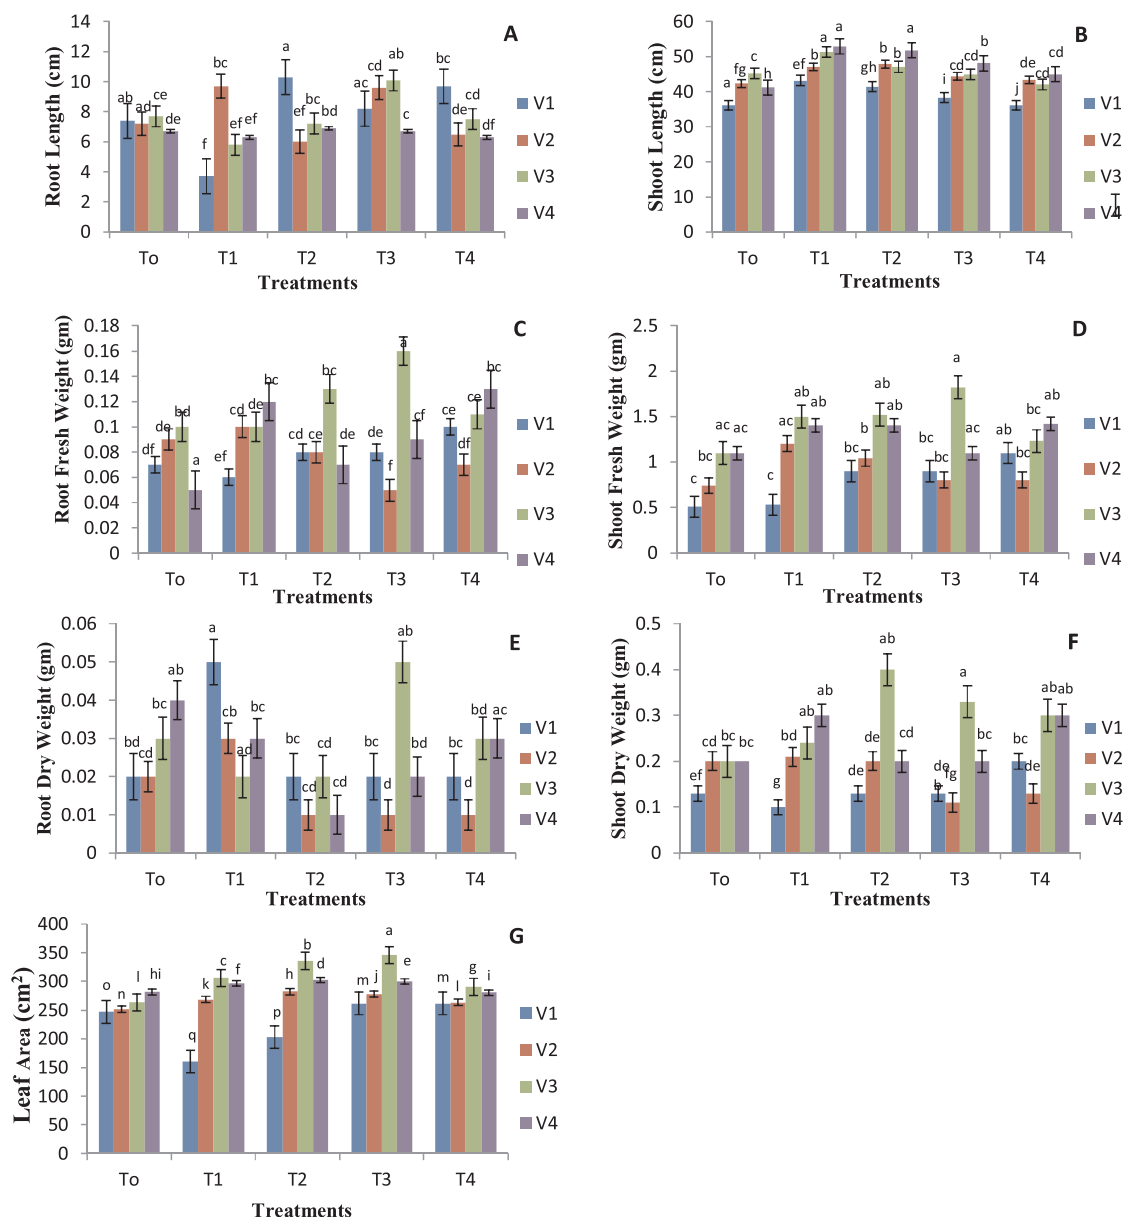 A
Root Length (cm)
14
12
10
8
6
4
2
0
ab ad ce de
f bc ef ef
a ef bc bd
ac cd ab c
bc de cd df
To T1 T2 T3 T4
Treatments
V1
V2
V3
V4
B
Shoot Length (cm)
60
50
40
30
20
10
0
a fg c h
ef b a a
gh b b a
i cd cd b
j de cd cd
To T1 T2 T3 T4
Treatments
V1
V2
V3
V4
C
Root Fresh Weight (gm)
0.18
0.16
0.14
0.12
0.1
0.08
0.06
0.04
0.02
0
df de bd a
ef cd de bc
cd ce bc de
de f a cf
ce df de bc
To T1 T2 T3 T4
Treatments
V1
V2
V3
V4
D
Shoot Fresh Weight (gm)
2.5
2
1.5
1
0.5
0
c bc ac ac
c ac ab ab
bc b ab ab
bc bc a ac
ab bc bc ab
To T1 T2 T3 T4
Treatments
V1
V2
V3
V4
E
Root Dry Weight (gm)
0.06
0.05
0.04
0.03
0.02
0.01
0
bd cd bc ab
a cb ad bc
bc cd cd cd
bc d ab bd
bc d bd ac
To T1 T2 T3 T4
Treatments
V1
V2
V3
V4
F
Shoot Dry Weight (gm)
0.5
0.4
0.3
0.2
0.1
0
ef cd bc bc
g bd ab ab
de de ab cd
de fg a bc
bc de ab ab
To T1 T2 T3 T4
Treatments
V1
V2
V3
V4
G
Leaf Area (cm²)
400
350
300
250
200
150
100
50
0
o n l hi
q k c f
p h b d
m j a e
m l g i
To T1 T2 T3 T4
Treatments
V1
V2
V3
V4